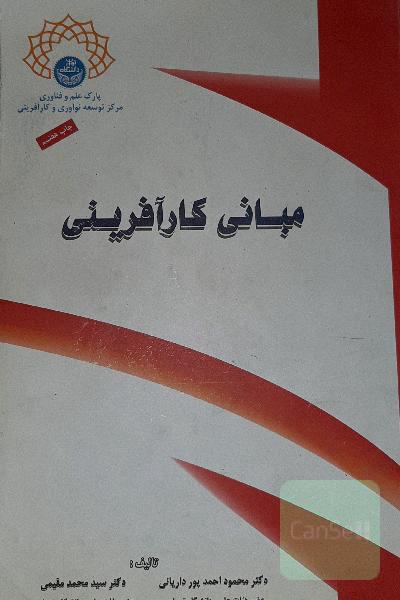 پارک علم و فناوری
مرکز توسعه نوآوری و کارآفرینی
چاپ هفتم
مبانی کارآفرینی
تالیف:
دکتر محمود احمد پور داریانی
دکتر سید محمد مقیمی
CanSell